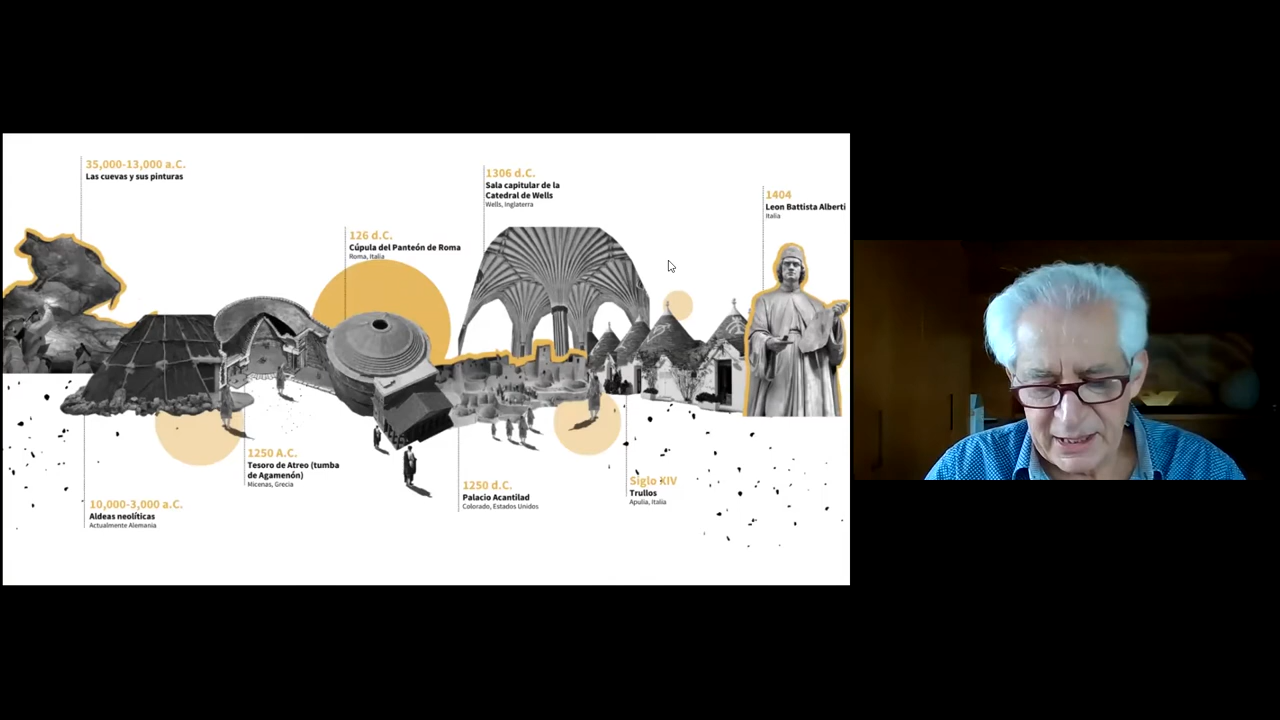 35,000-13,000 a.C.
Las cuevas y sus pinturas
1306 d.C.
Sala capitular de la
Catedral de Wells
Wells, Inglaterra
1404
Leon Battista Alberti
Italia
126 d.C.
Cúpula del Panteón de Roma
Roma, Italia
1250 A.C.
Tesoro de Atreo (tumba
de Agamenón)
Micenas, Grecia
10,000-3,000 a.C.
Aldeas neolíticas
Actualmente Alemania
1250 d.C.
Palacio Acantilad
Colorado, Estados Unidos
Siglo XIV
Trullos
Apulia, Italia